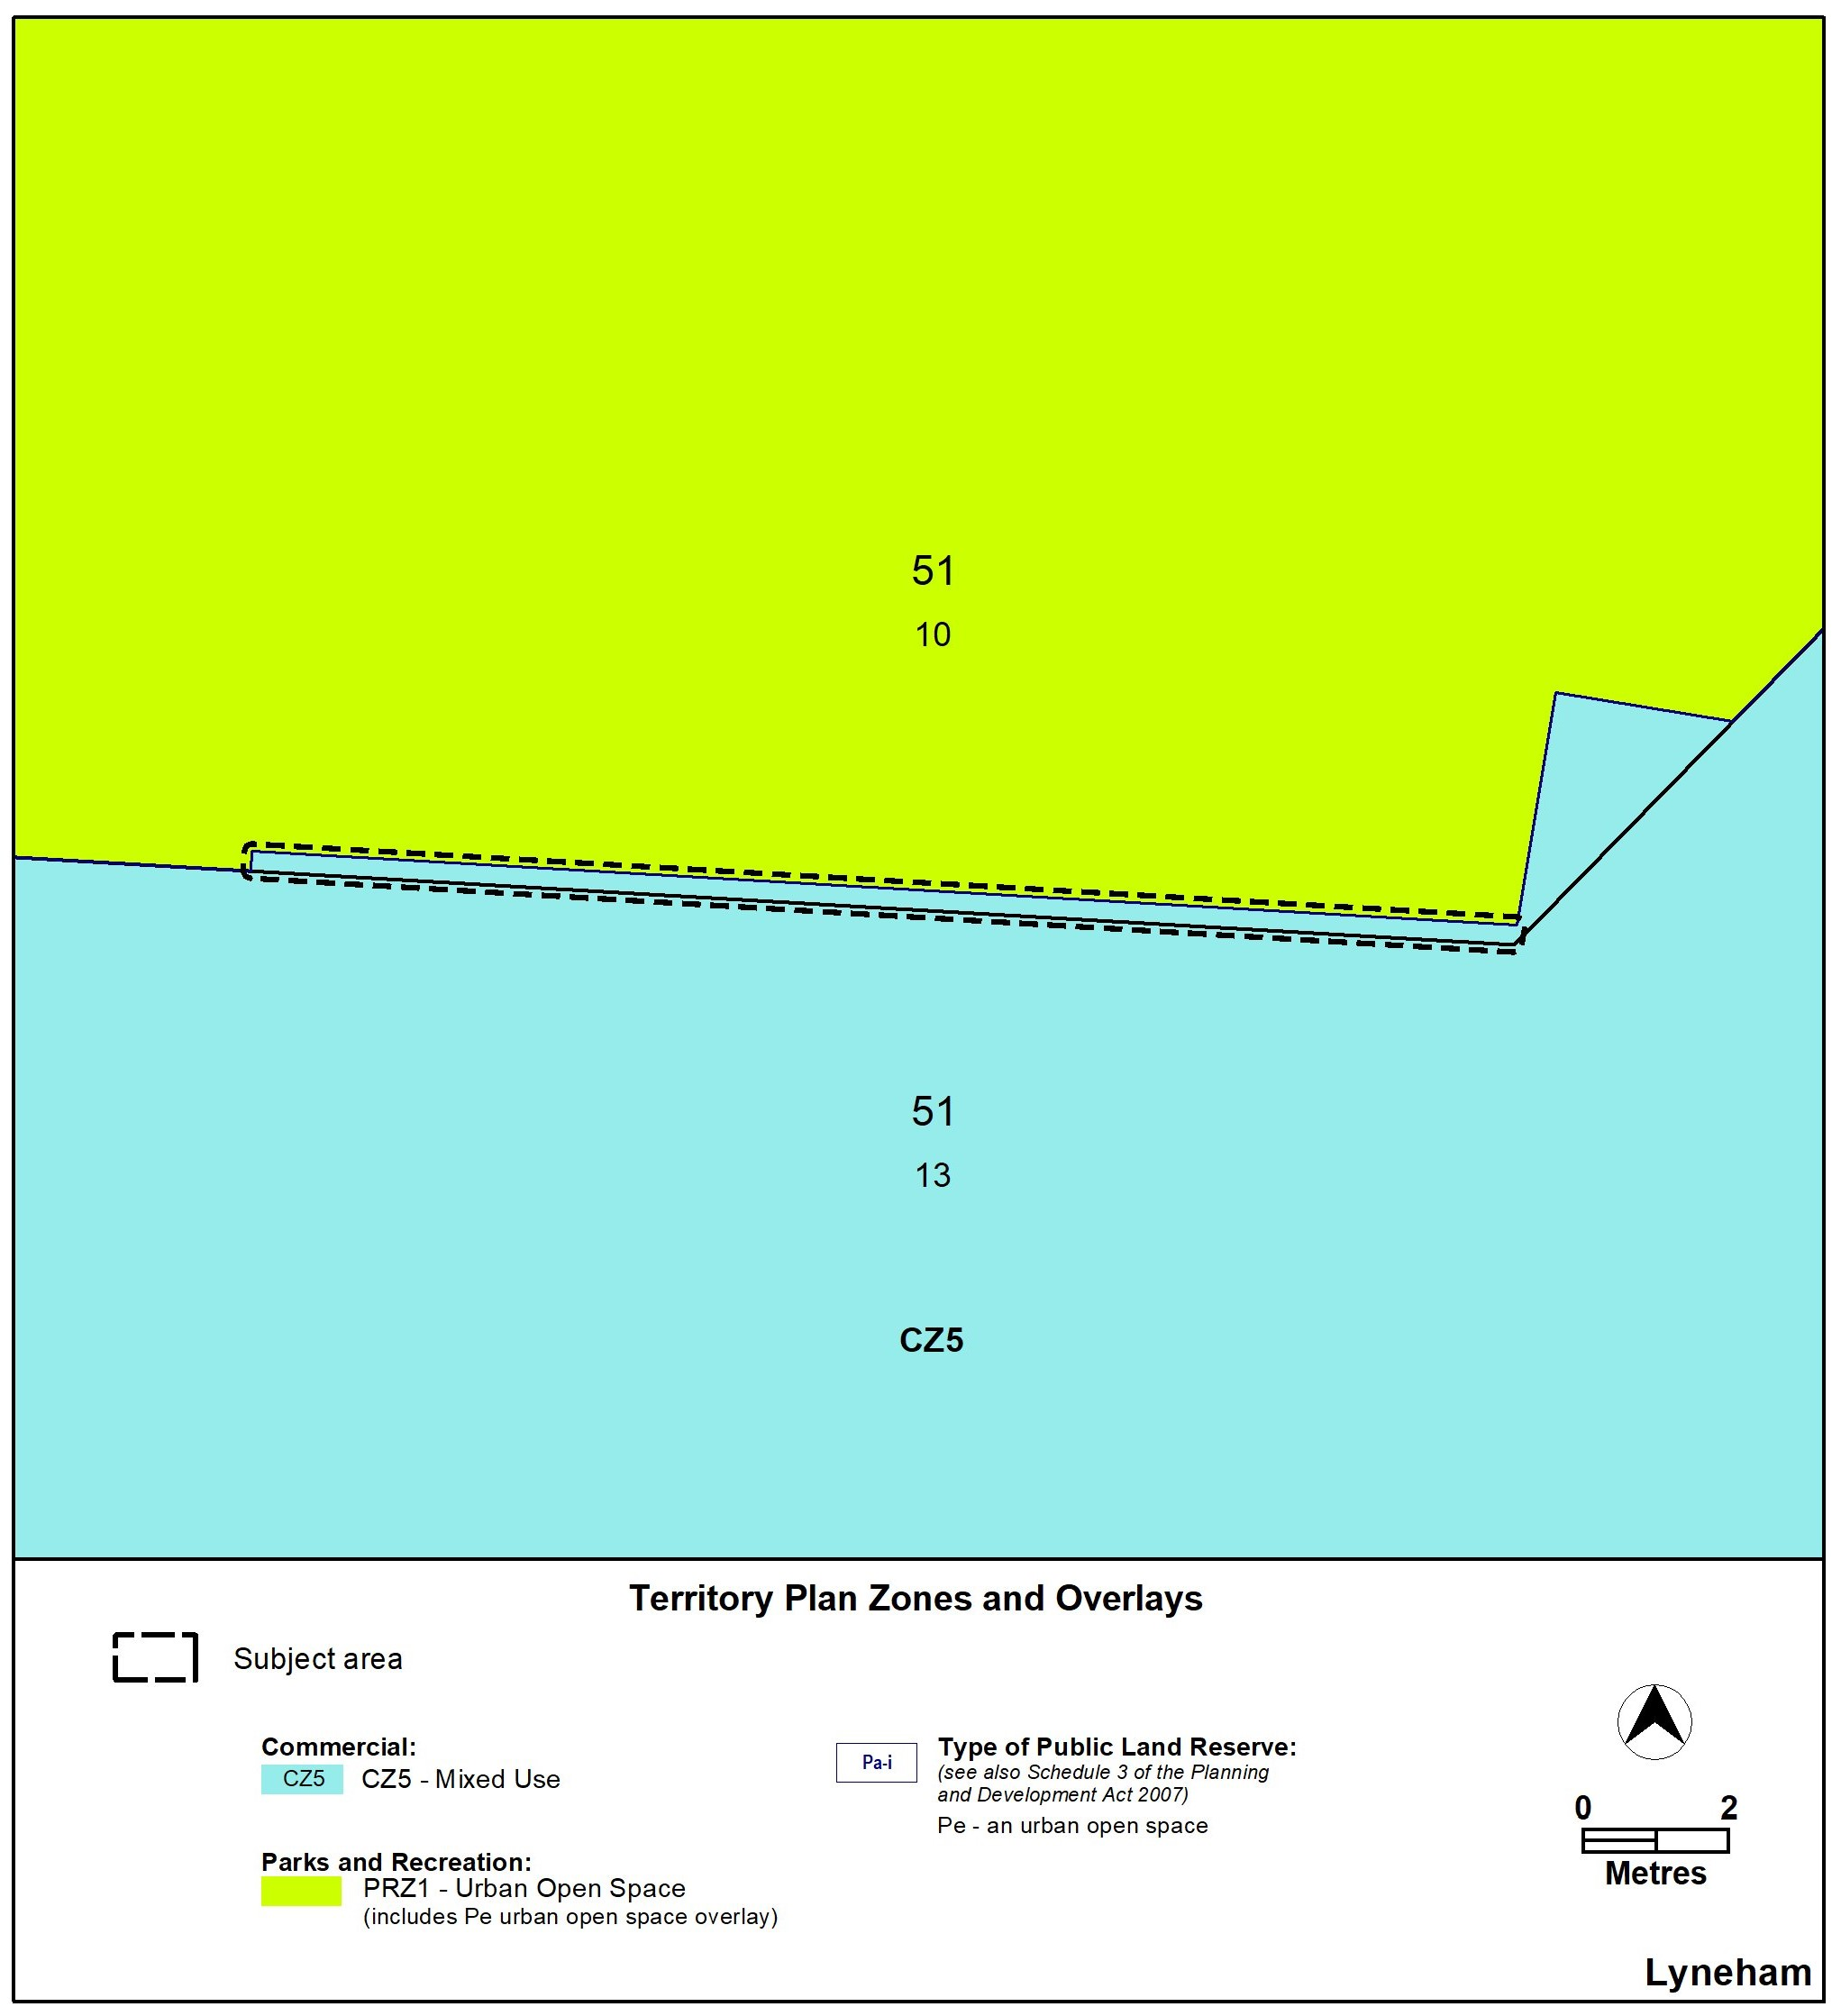 51
10
51
13
CZ5
Territory Plan Zones and Overlays
Subject area
Commercial:
CZ5 CZ5 - Mixed Use
Parks and Recreation:
PRZ1 - Urban Open Space
(includes Pe urban open space overlay)
Pa-i Type of Public Land Reserve:
(see also Schedule 3 of the Planning
and Development Act 2007)
Pe - an urban open space
0 2
Metres
Lyneham